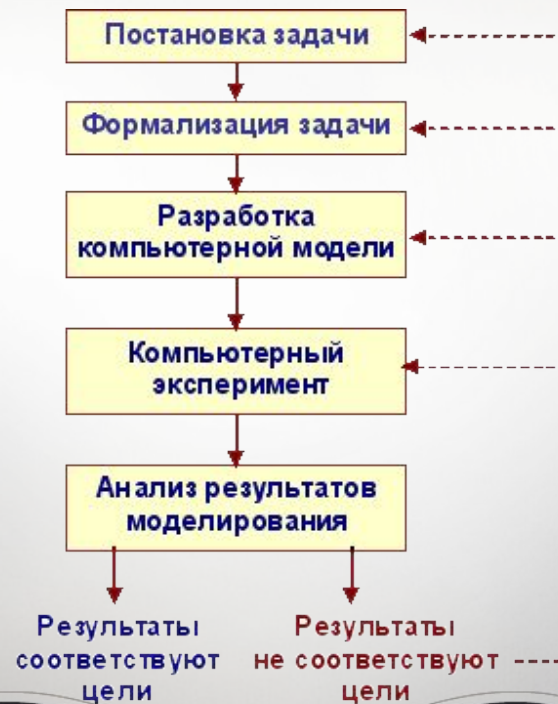 Постановка задачи
Формализация задачи
Разработка
компьютерной модели
Компьютерный
эксперимент
Анализ результатов
моделирования
Результаты
соответствуют
цели
Результаты
не соответствуют
цели